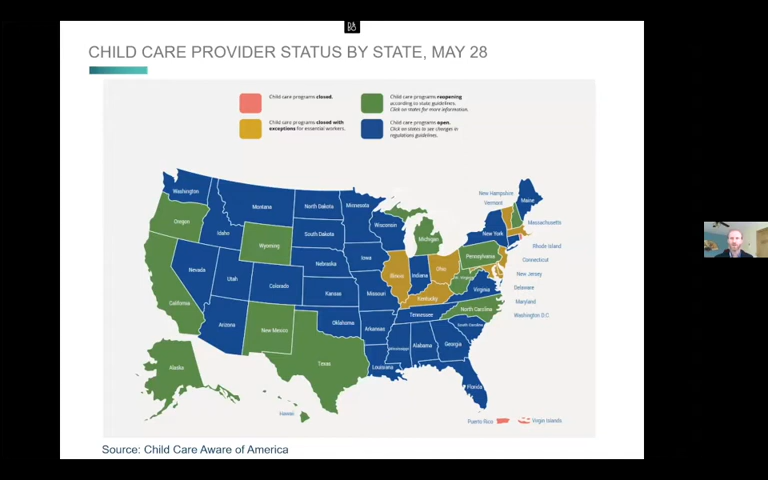 CHILD CARE PROVIDER STATUS BY STATE, MAY 28
Child care programs closed.
Child care programs closed with
exceptions for essential workers.
Child care programs reopening
according to state guidelines.
Click on states for more information.
Child care programs open.
Click on states to see changes in
regulations guidelines.
Washington
Montana
North Dakota
Minnesota
Wisconsin
Michigan
New Hampshire
Vermont
Maine
Massachusetts
Rhode Island
Connecticut
New Jersey
Delaware
Maryland
Washington D.C.
Oregon
Idaho
Wyoming
South Dakota
Iowa
Illinois
Indiana
Ohio
Pennsylvania
New York
Nevada
Utah
Colorado
Nebraska
Kansas
Missouri
Kentucky
Virginia
California
Arizona
New Mexico
Oklahoma
Arkansas
Tennessee
North Carolina
South Carolina
Texas
Louisiana
Mississippi
Alabama
Georgia
Florida
Alaska
Hawaii
Puerto Rico
Virgin Islands
Source: Child Care Aware of America